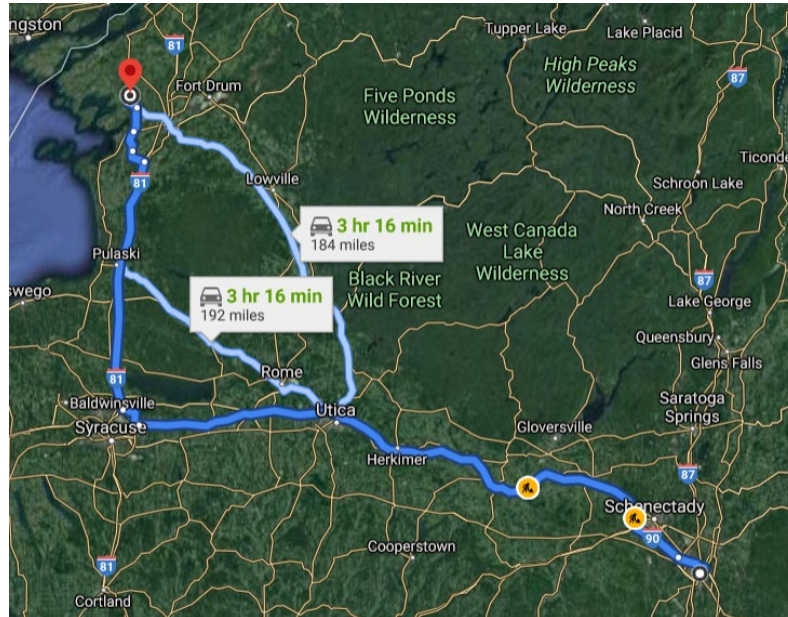 ngston
81
Tupper Lake
Lake Placid
High Peaks
Wilderness
87
Fort Drum
Five Ponds
Wilderness
Ticonde
Lowville
81
Schroon Lake
North Creek
3 hr 16 min
184 miles
West Canada
Lake
Wilderness
Pulaski
Black River
Wild Forest
87
swego
3 hr 16 min
192 miles
Lake George
Queensbury
Glens Falls
Rome
81
Baldwinsville
Utica
Saratoga
Springs
Syracuse
Gloversville
Herkimer
87
Schenectady
90
Cooperstown
81
Cortland